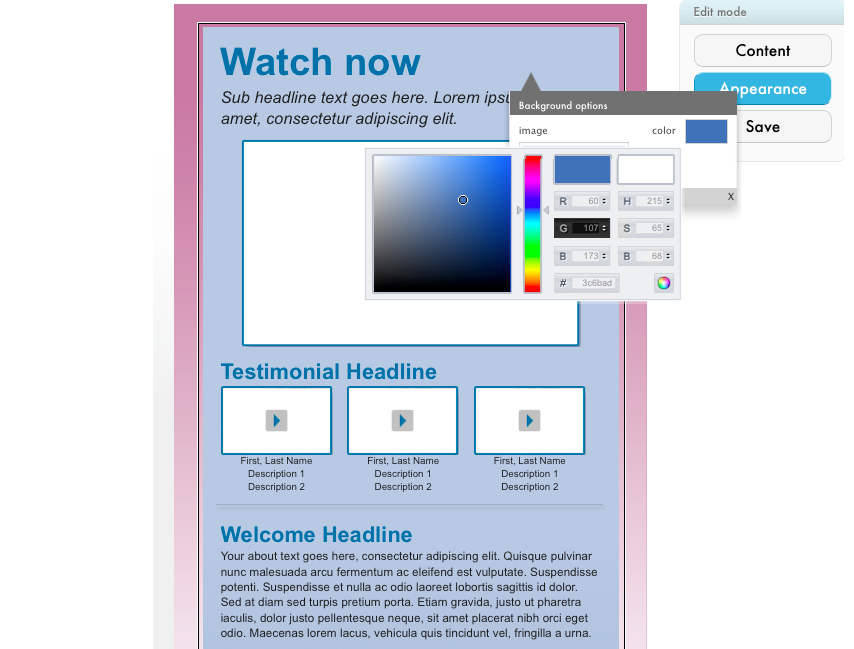 Edit mode
Content
Appearance
Save
Watch now
Sub headline text goes here. Lorem ipsu
amet, consectetur adipiscing elit.
Background options
image
color
X
R 60
H 215
G 107
S 65
B 173
B 68
# 3c6bad
Testimonial Headline
First, Last Name
Description 1
Description 2
First, Last Name
Description 1
Description 2
First, Last Name
Description 1
Description 2
Welcome Headline
Your about text goes here, consectetur adipiscing elit. Quisque pulvinar
nunc malesuada arcu fermentum ac eleifend est vulputate. Suspendisse
potenti. Suspendisse et nulla ac odio laoreet lobortis sagittis id dolor.
Sed at diam sed turpis pretium porta. Etiam gravida, justo ut pharetra
iaculis, dolor justo pellentesque neque, sit amet placerat nibh orci eget
odio. Maecenas lorem lacus, vehicula quis tincidunt vel, fringilla a urna.